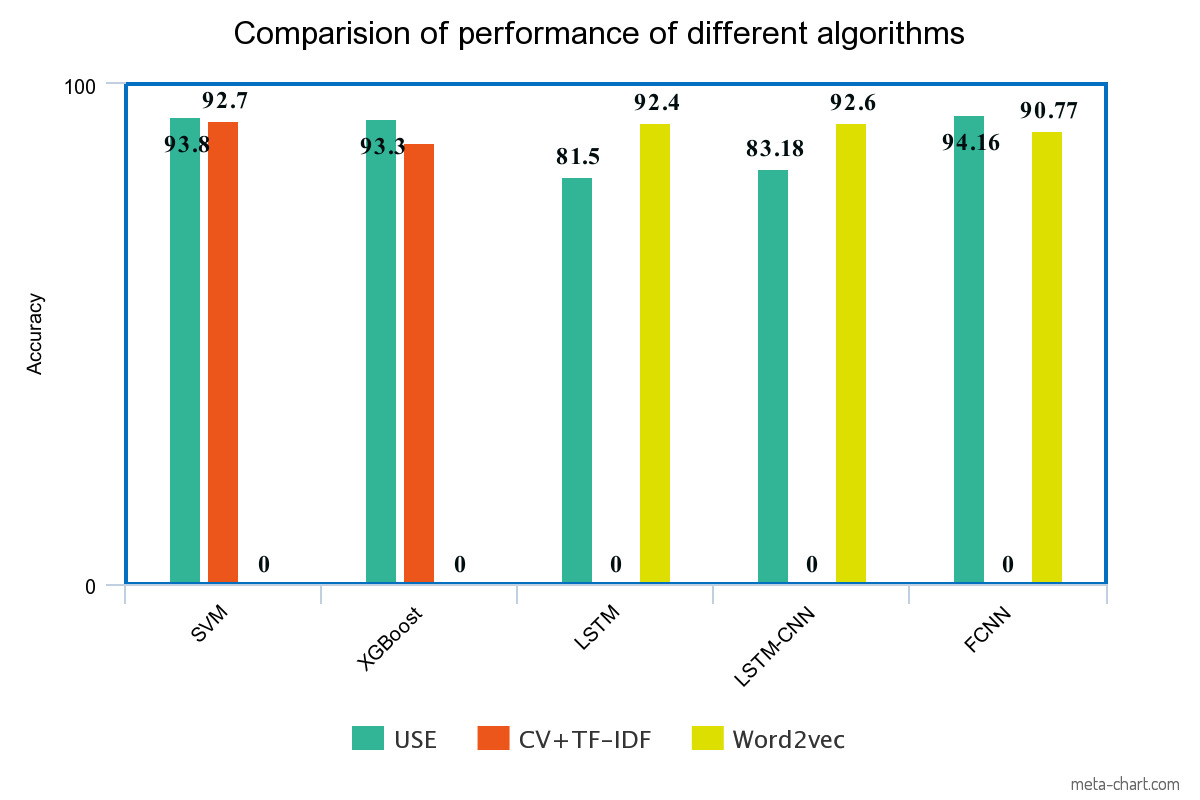 Comparision of performance of different algorithms
100
92.7
93.8
0
93.3
0
81.5
0
92.4
83.18
0
92.6
94.16
0
90.77
Accuracy
0
SVM
XGBoost
LSTM
LSTM-CNN
FCNN
USE
CV+TF-IDF
Word2vec
meta-chart.com